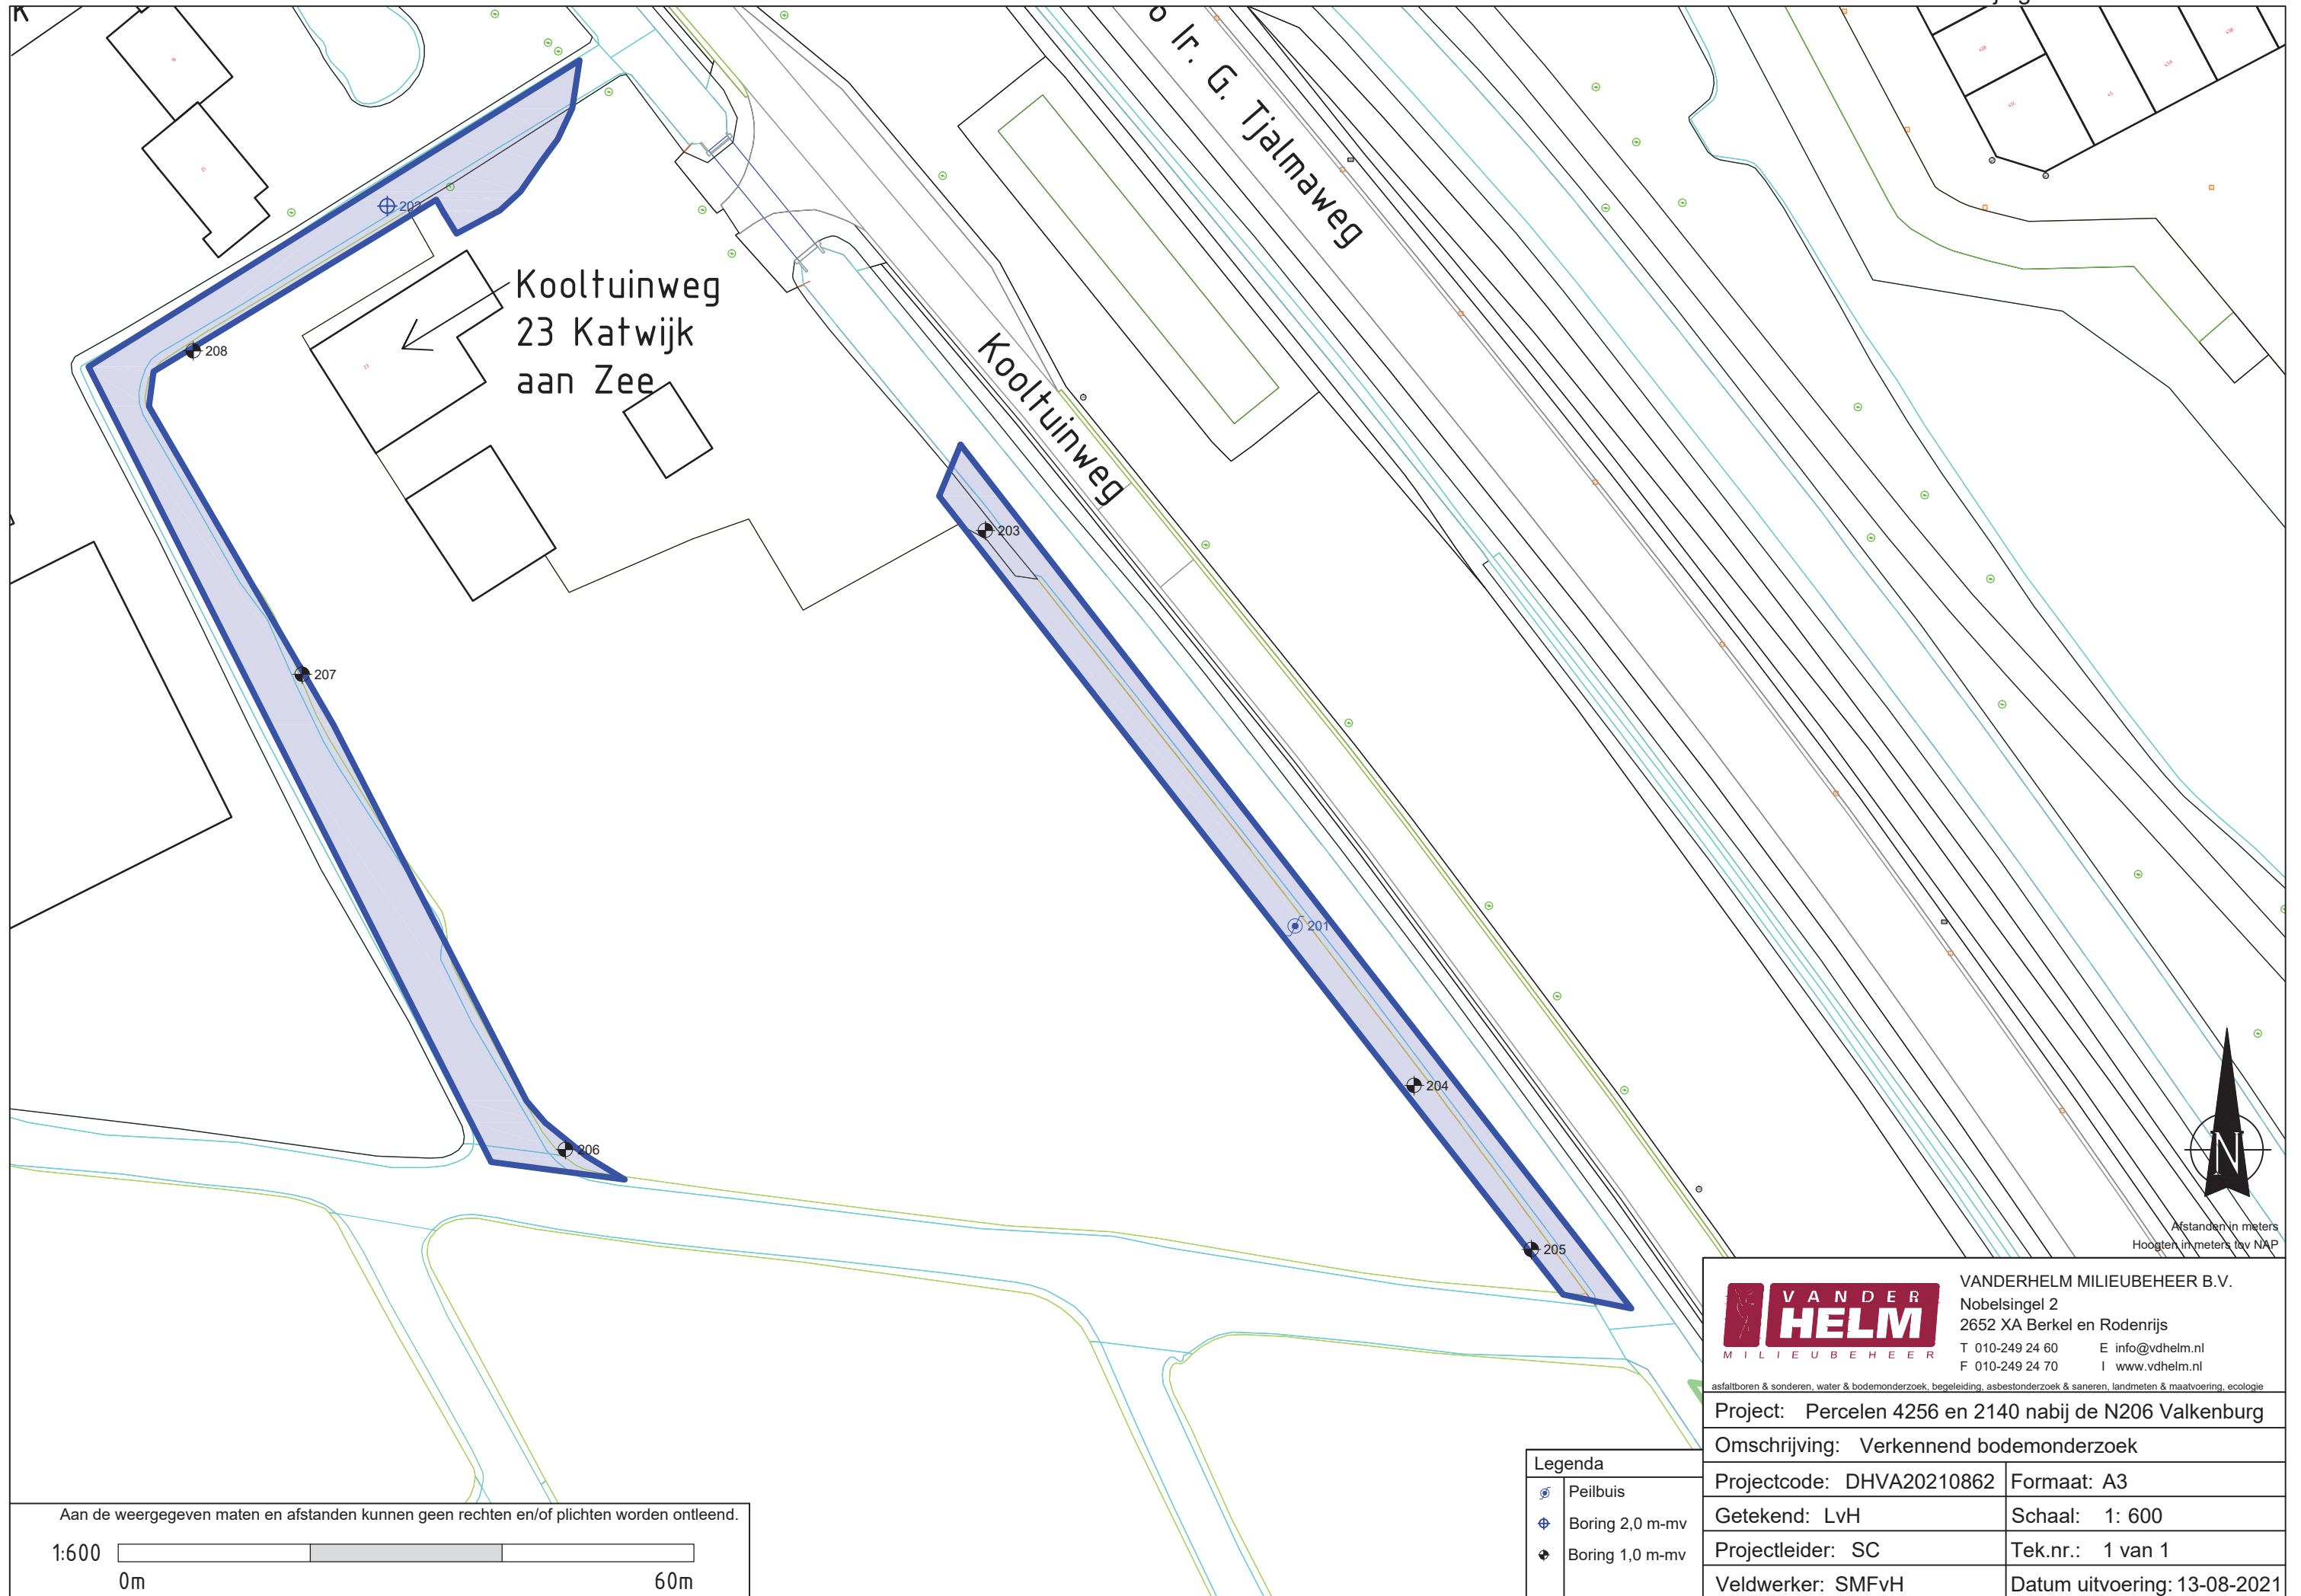 Ir. G. Tjalmaweg
Kooltuinweg
23 Katwijk
aan Zee
Kooltuinweg
202
208
203
207
201
204
206
205
N
Afstanden in meters
Hoogten in meters tov NAP
VANDER
HELM
MILIEUBEHEER
VANDERHELM MILIEUBEHEER B.V.
Nobelsingel 2
2652 XA Berkel en Rodenrijs
T 010-249 24 60 E info@vdhelm.nl
F 010-249 24 70 I www.vdhelm.nl
asfaltboren & sonderen, water & bodemonderzoek, begeleiding, asbestonderzoek & saneren, landmeten & maatvoering, ecologie
Project: Percelen 4256 en 2140 nabij de N206 Valkenburg
Omschrijving: Verkennend bodemonderzoek
Projectcode: DHVA20210862 Formaat: A3
Getekend: LvH Schaal: 1: 600
Projectleider: SC Tek.nr.: 1 van 1
Veldwerker: SMFvH Datum uitvoering: 13-08-2021
Legenda
Peilbuis
Boring 2,0 m-mv
Boring 1,0 m-mv
Aan de weergegeven maten en afstanden kunnen geen rechten en/of plichten worden ontleend.
1:600
0m 60m